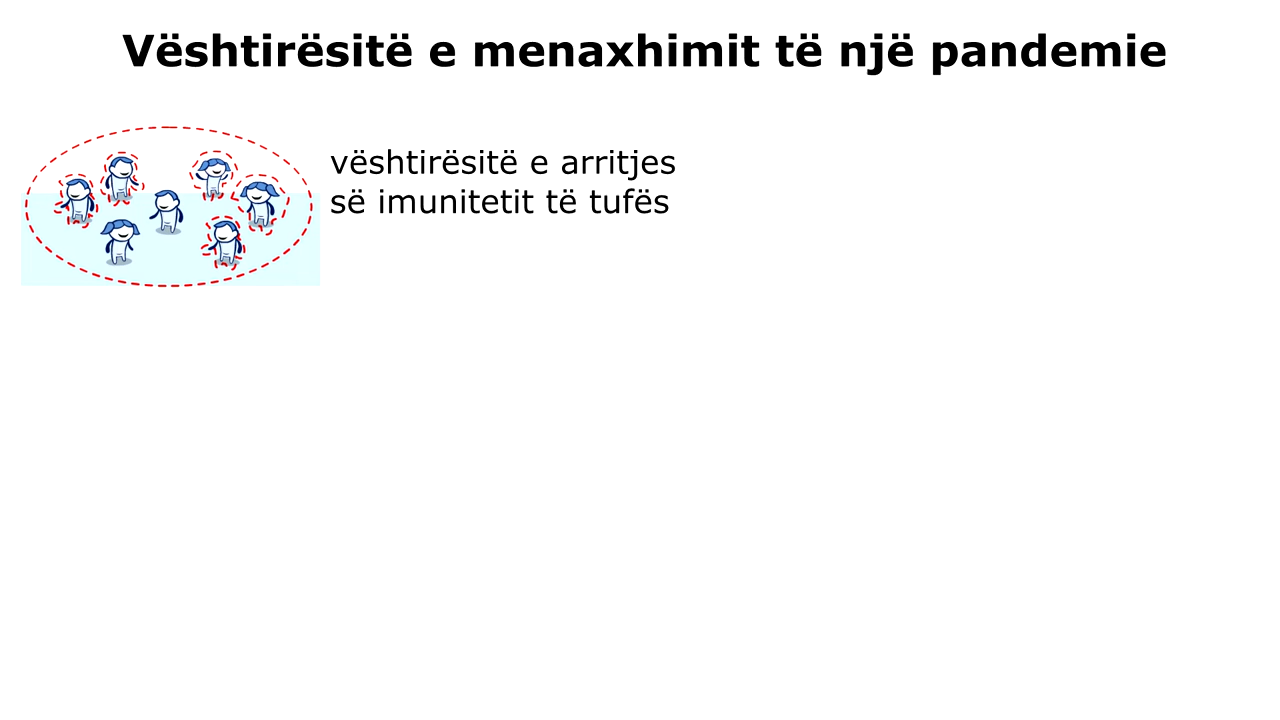 Vështirësitë e menaxhimit të një pandemie
vështirësitë e arritjes
së imunitetit të tufës